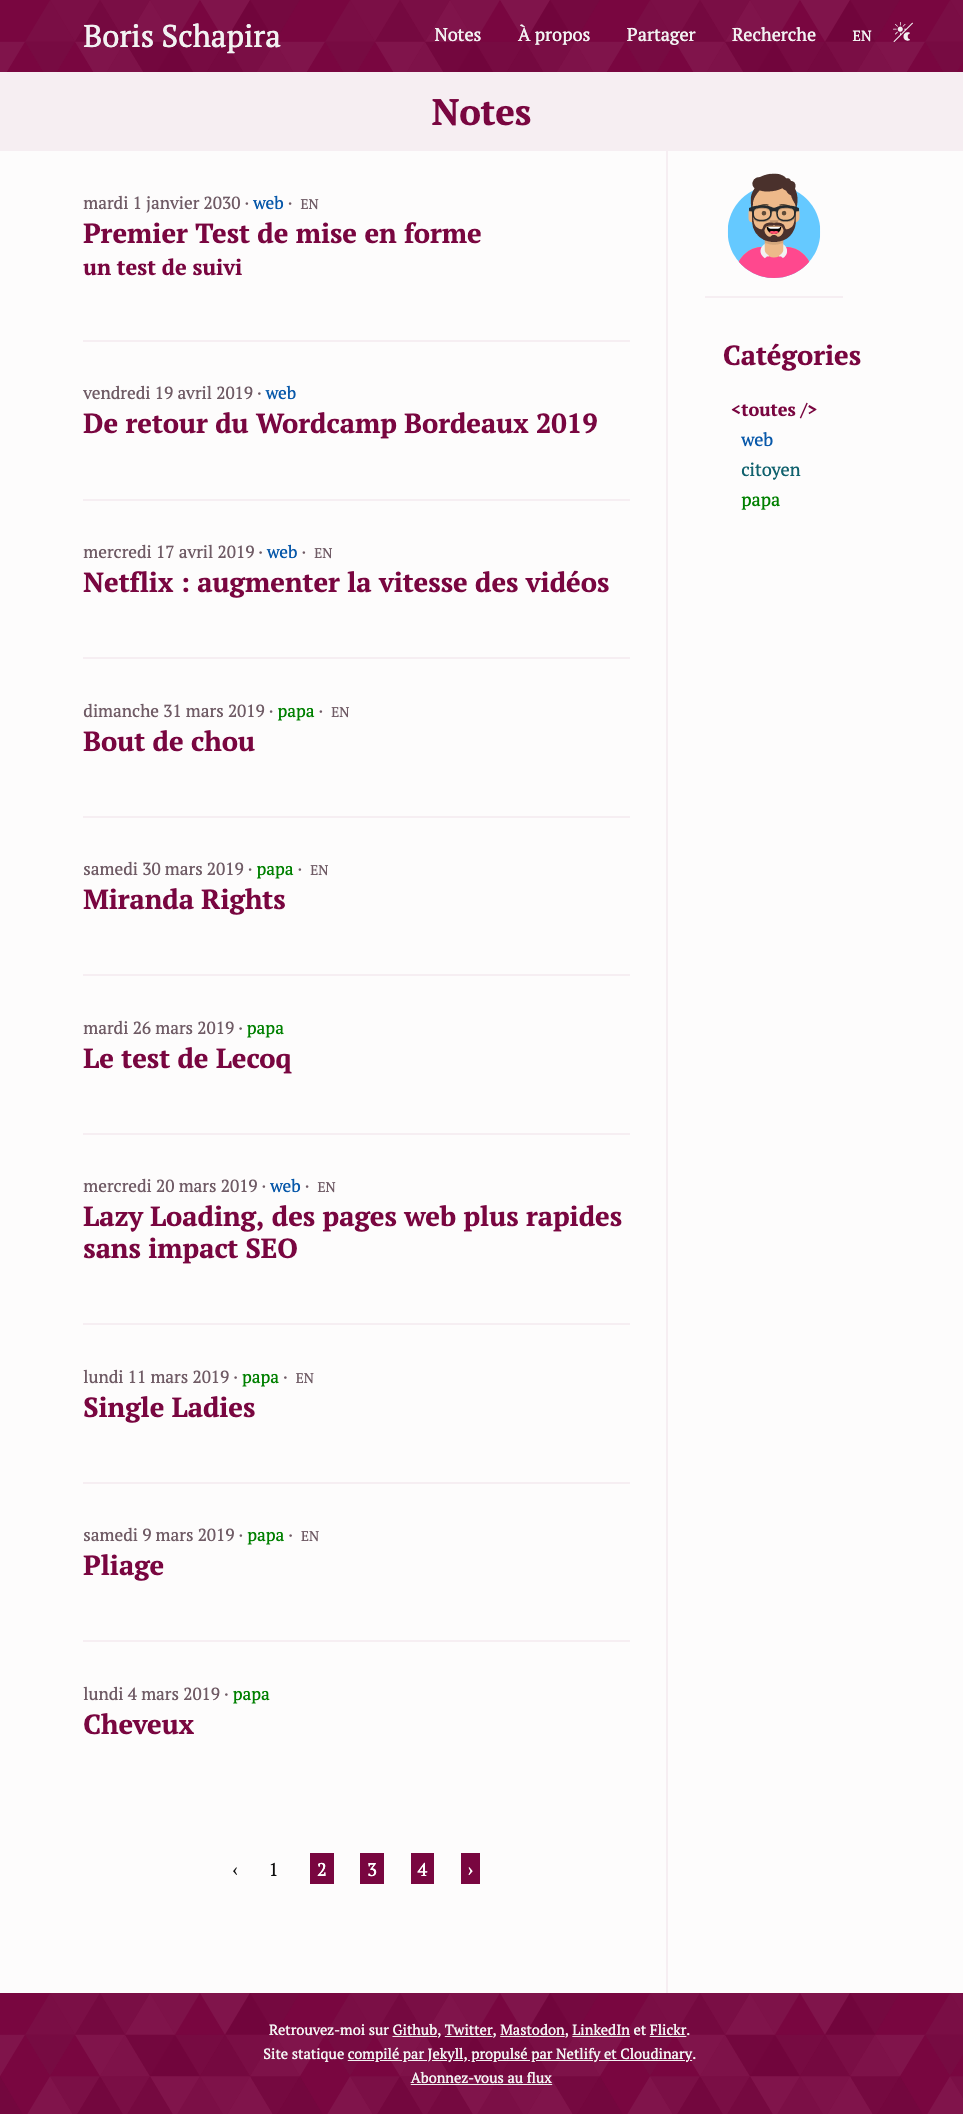 Boris Schapira
Notes À propos Partager Recherche EN
Notes
mardi 1 janvier 2030 · web · EN
Premier Test de mise en forme
un test de suivi
vendredi 19 avril 2019 · web
De retour du Wordcamp Bordeaux 2019
mercredi 17 avril 2019 · web · EN
Netflix : augmenter la vitesse des vidéos
dimanche 31 mars 2019 · papa · EN
Bout de chou
samedi 30 mars 2019 · papa · EN
Miranda Rights
mardi 26 mars 2019 · papa
Le test de Lecoq
mercredi 20 mars 2019 · web · EN
Lazy Loading, des pages web plus rapides
sans impact SEO
lundi 11 mars 2019 · papa · EN
Single Ladies
samedi 9 mars 2019 · papa · EN
Pliage
lundi 4 mars 2019 · papa
Cheveux
‹ 1 2 3 4 ›
Catégories
<toutes />
web
citoyen
papa
Retrouvez-moi sur Github, Twitter, Mastodon, LinkedIn et Flickr.
Site statique compilé par Jekyll, propulsé par Netlify et Cloudinary.
Abonnez-vous au flux